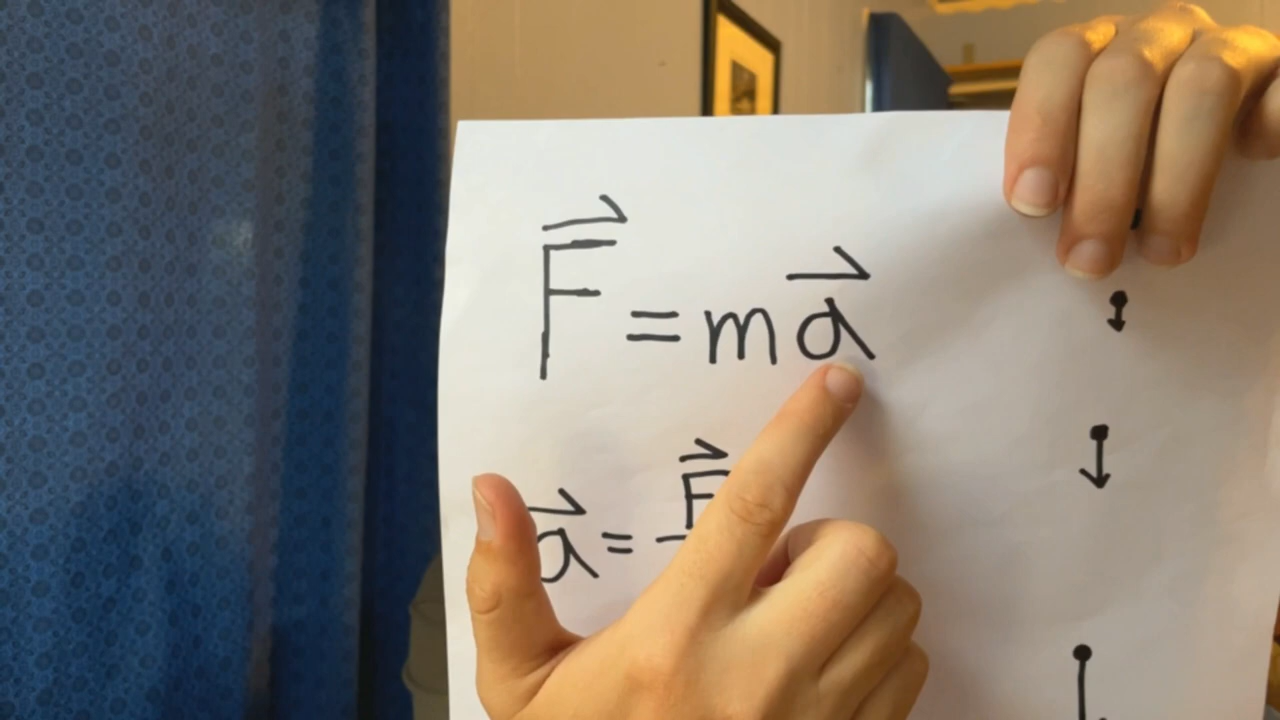 F⃗ = ma⃗
a⃗ = F⃗